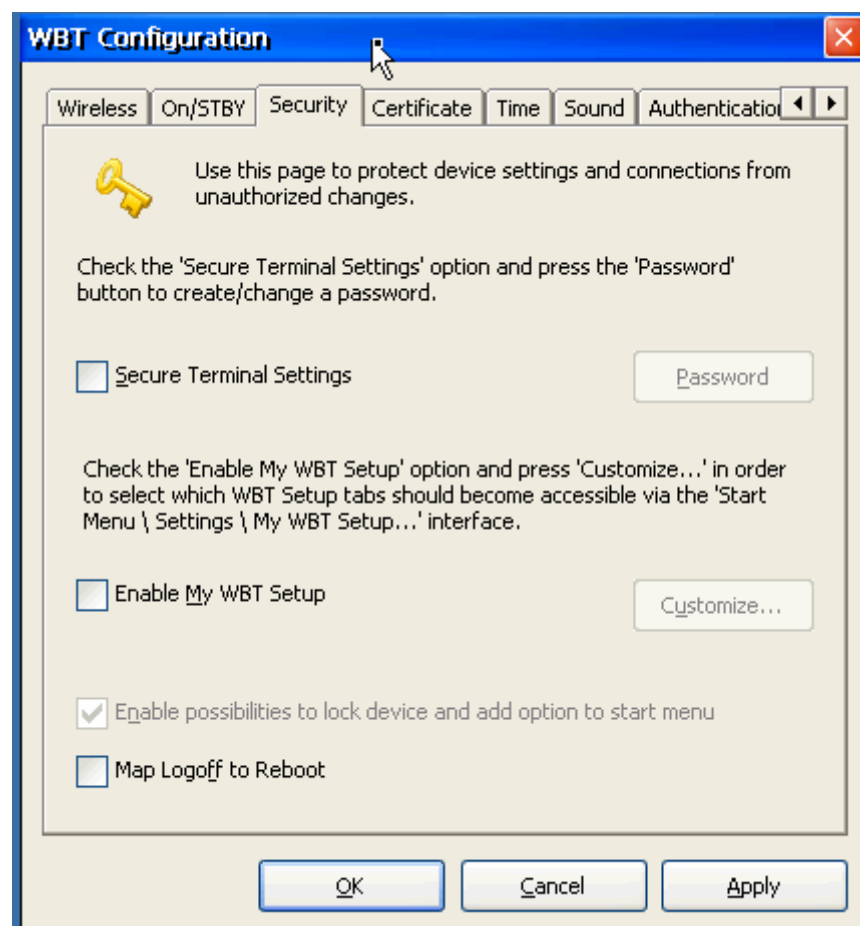 WBT Configuration
Wireless On/STBY Security Certificate Time Sound
Use this page to protect device settings and connections from
unauthorized changes.
Check the 'Secure Terminal Settings' option and press the 'Password'
button to create/change a password.
Secure Terminal Settings Password
Check the 'Enable My WBT Setup' option and press 'Customize...' in order
to select which WBT Setup tabs should become accessible via the 'Start
Menu \ Settings \ My WBT Setup...' interface.
Enable My WBT Setup Customize...
Enable possibilities to lock device and add option to start menu
Map Logoff to Reboot
OK Cancel Apply